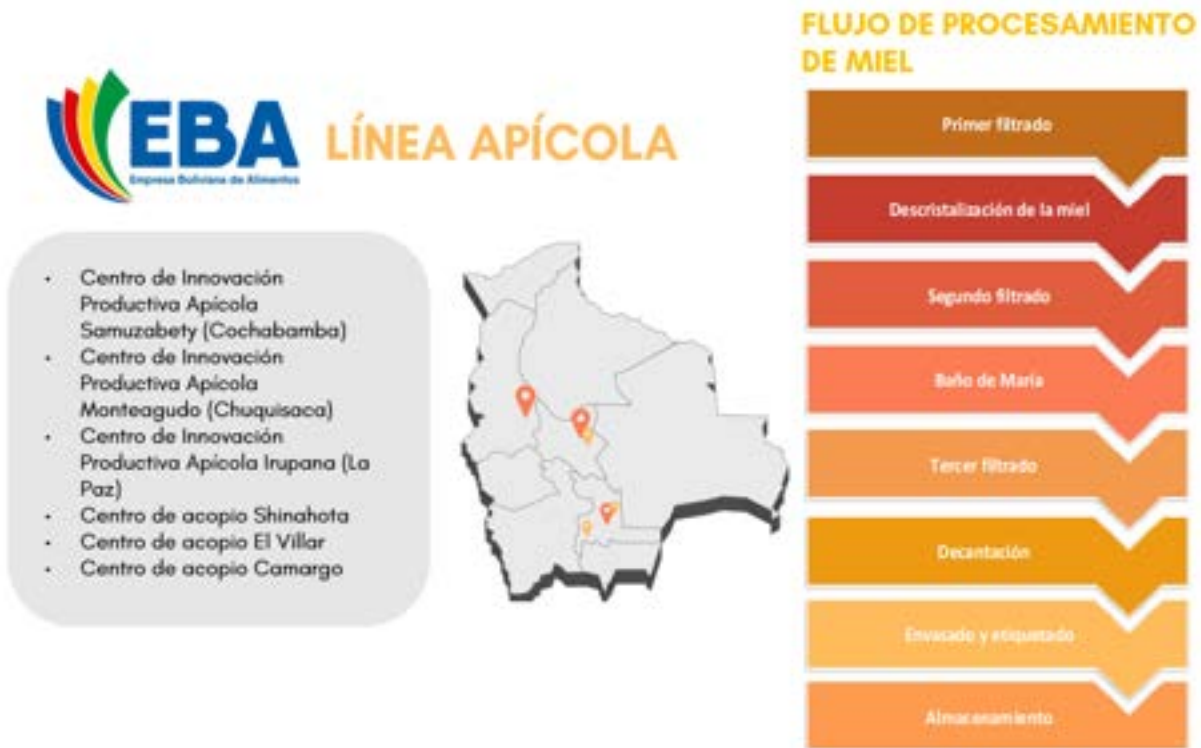 EBA
Empresa Boliviana de Alimentos
LÍNEA APÍCOLA
• Centro de Innovación
Productiva Apícola
Samuzabety (Cochabamba)
• Centro de Innovación
Productiva Apícola
Monteagudo (Chuquisaca)
• Centro de Innovación
Productiva Apícola Irupana (La
Paz)
• Centro de acopio Shinahota
• Centro de acopio El Villar
• Centro de acopio Camargo
FLUJO DE PROCESAMIENTO
DE MIEL
Primer filtrado
Descristalización de la miel
Segundo filtrado
Baño de María
Tercer filtrado
Decantación
Envasado y etiquetado
Almacenamiento